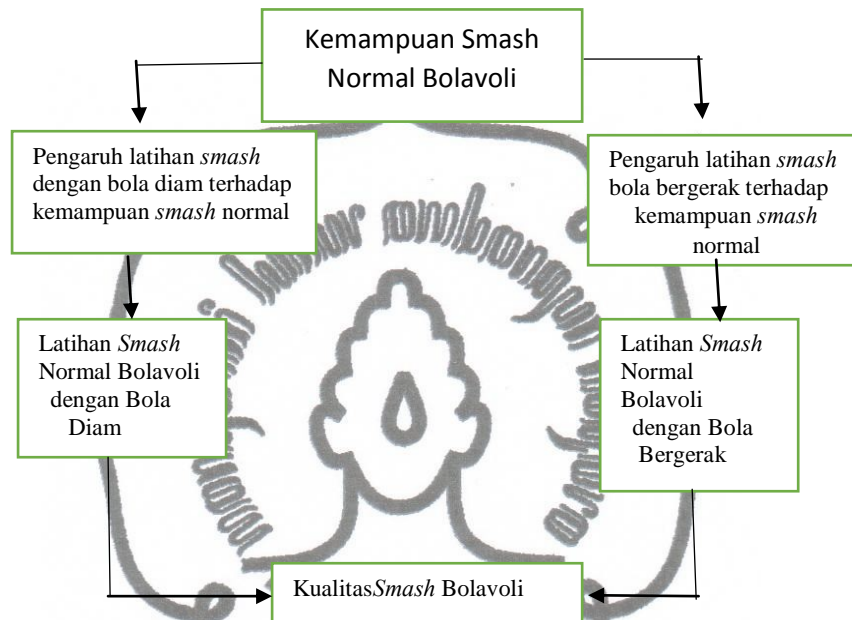 Kemampuan Smash
Normal Bolavoli
Pengaruh latihan smash
dengan bola diam terhadap
kemampuan smash normal
Pengaruh latihan smash
bola bergerak terhadap
kemampuan smash
normal
Latihan Smash
Normal Bolavoli
dengan Bola
Diam
Latihan Smash
Normal
Bolavoli
dengan Bola
Bergerak
KualitasSmash Bolavoli